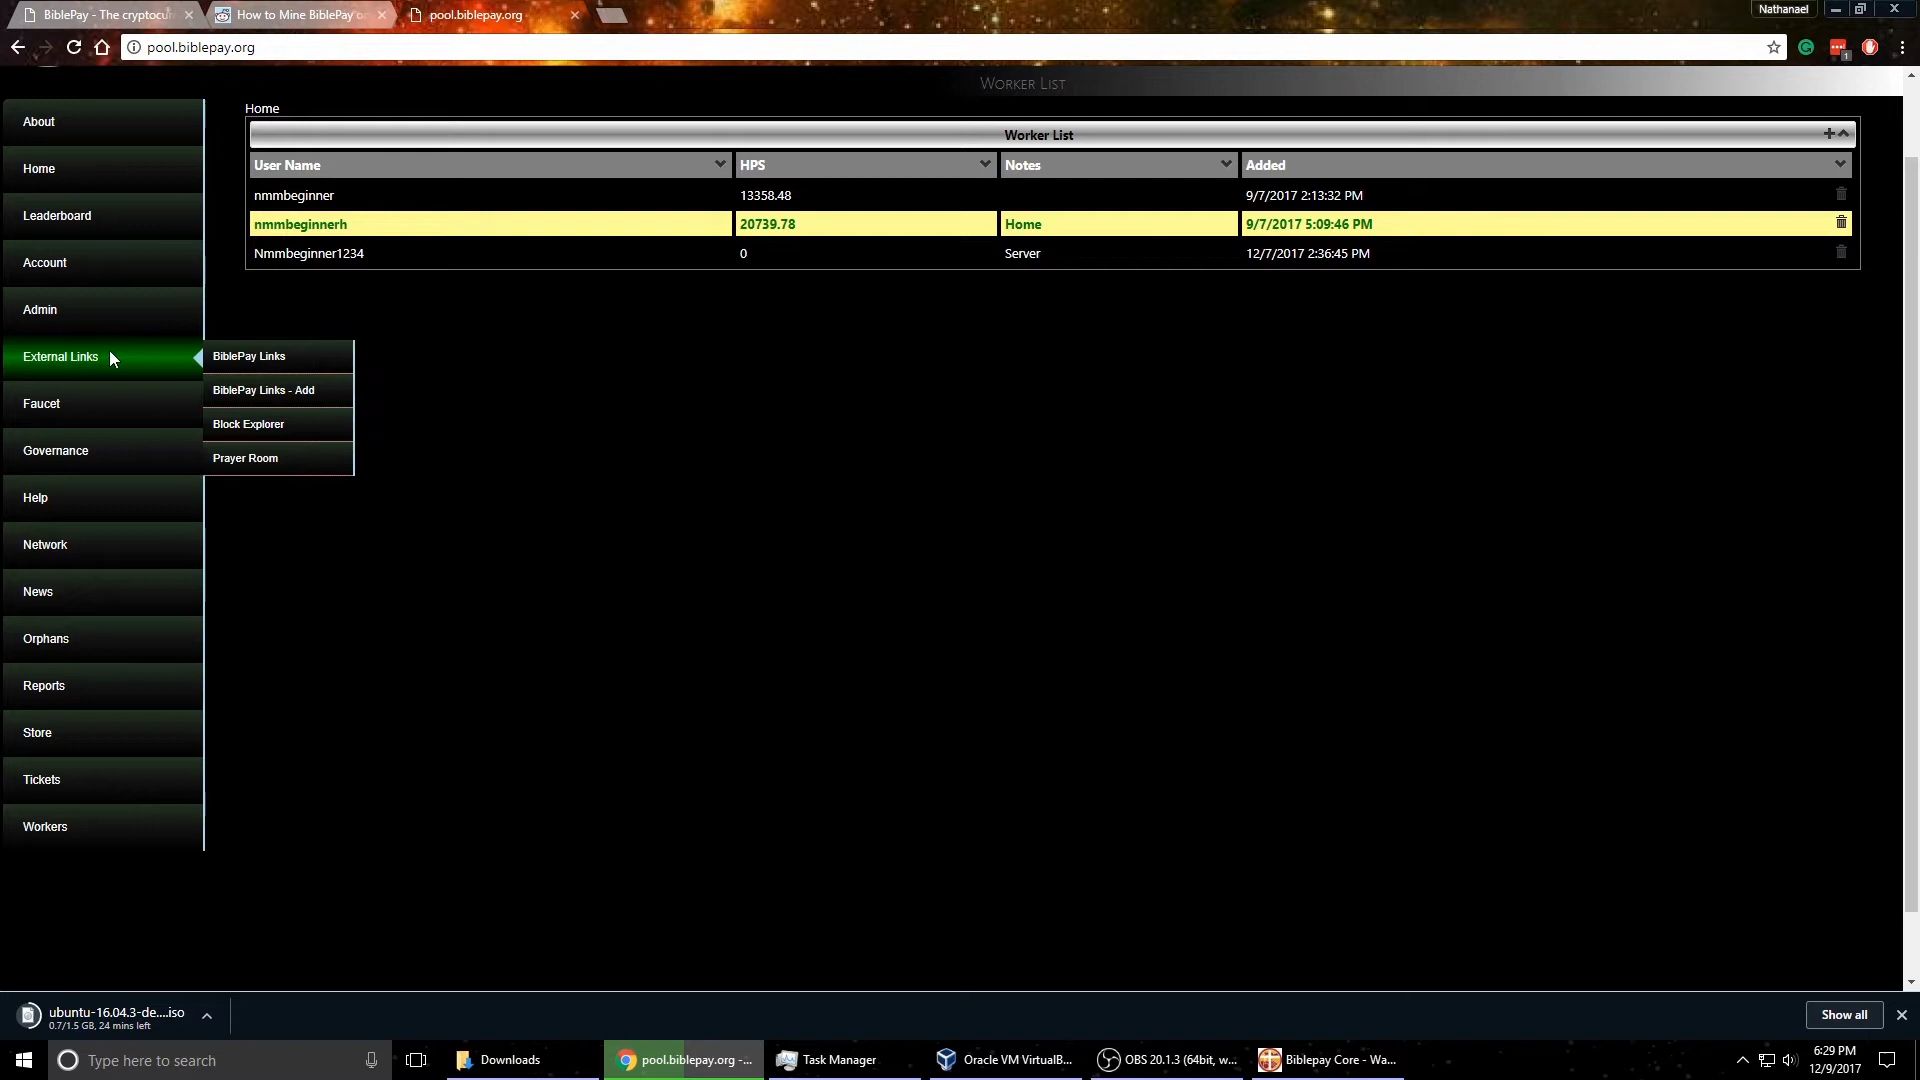 BiblePay - The cryptocur
How to Mine BiblePay o
pool.biblepay.org
Nathanael
pool.biblepay.org
1
WORKER LIST
Home
Worker List
User Name HPS Notes Added
nmmbeginner 13358.48 9/7/2017 2:13:32 PM
nmmbeginnerh 20739.78 Home 9/7/2017 5:09:46 PM
Nmmbeginner1234 0 Server 12/7/2017 2:36:45 PM
About
Home
Leaderboard
Account
Admin
External Links
Faucet
Governance
Help
Network
News
Orphans
Reports
Store
Tickets
Workers
BiblePay Links
BiblePay Links - Add
Block Explorer
Prayer Room
ubuntu-16.04.3-de....iso
0.7/1.5 GB, 24 mins left
Show all
Type here to search
Downloads
pool.biblepay.org -...
Task Manager
Oracle VM VirtualB...
OBS 20.1.3 (64bit, w...
Biblepay Core - Wa...
6:29 PM
12/9/2017